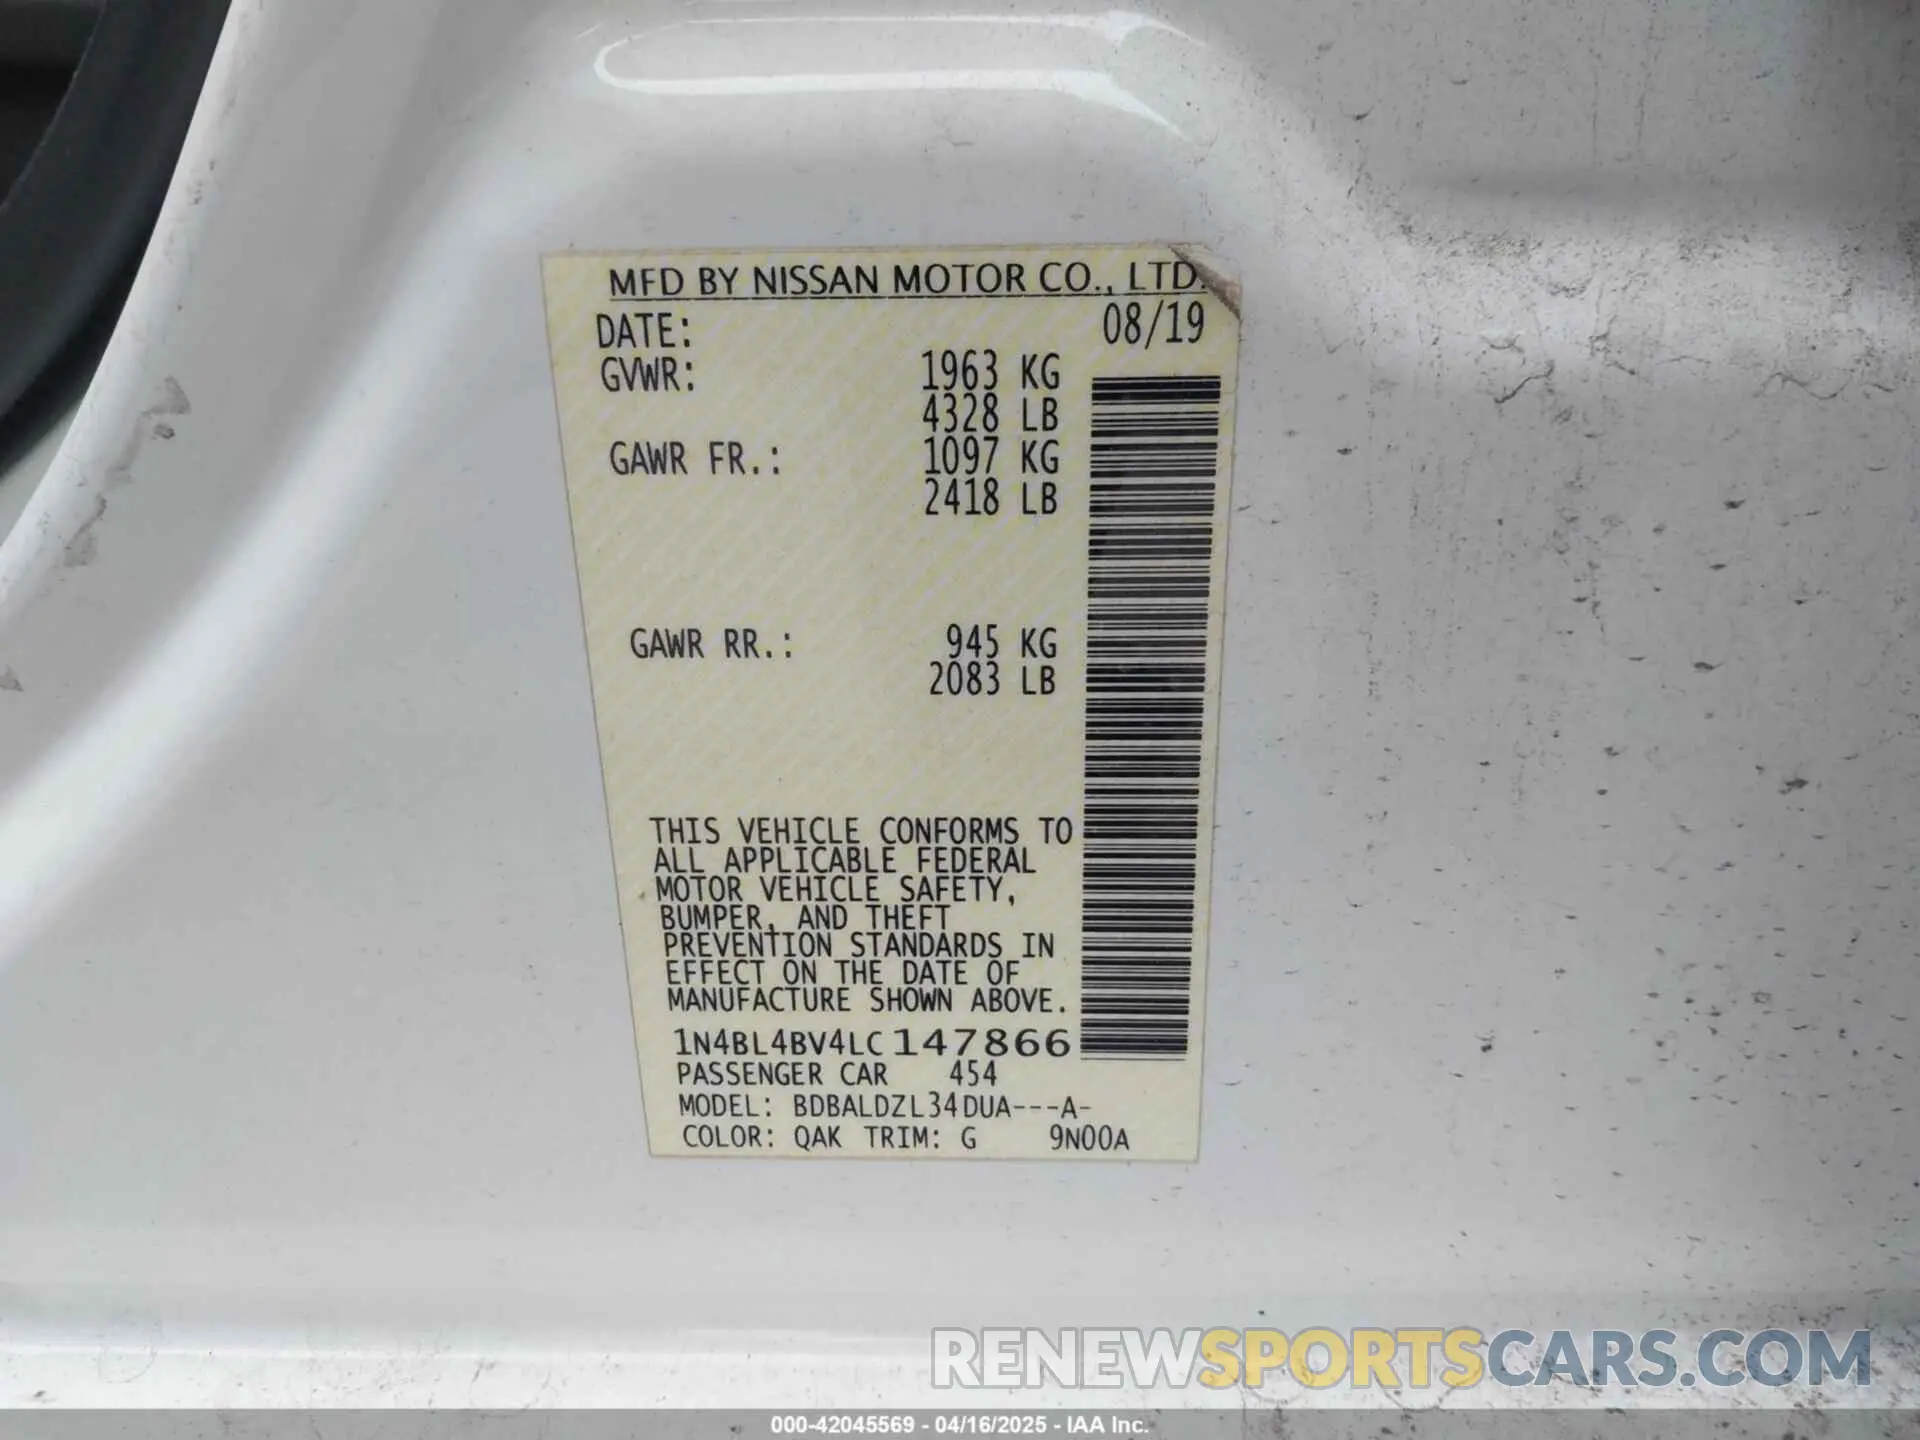 MFD BY NISSAN MOTOR CO., LTD.
DATE: 08/19
GVWR: 1963 KG
4328 LB
GAWR FR.: 1097 KG
2418 LB
GAWR RR.: 945 KG
2083 LB
THIS VEHICLE CONFORMS TO
ALL APPLICABLE FEDERAL
MOTOR VEHICLE SAFETY,
BUMPER, AND THEFT
PREVENTION STANDARDS IN
EFFECT ON THE DATE OF
MANUFACTURE SHOWN ABOVE.
1N4BL4BV4LC147866
PASSENGER CAR 454
MODEL: BDBALDZL34DUA---A-
COLOR: QAK TRIM: G 9N00A
RENEWSPORTSCARS.COM
000-42045569 - 04/16/2025 - IAA Inc.